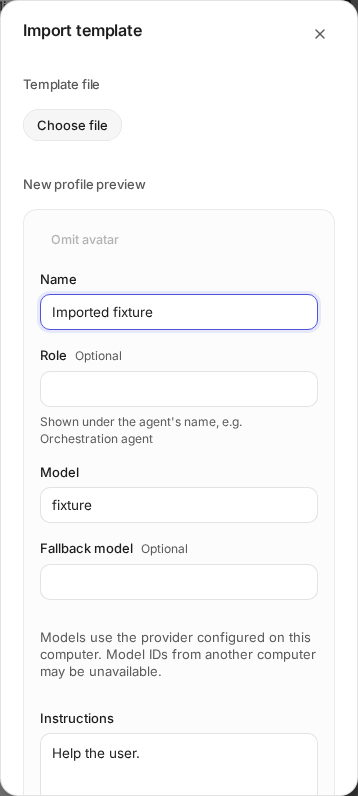 Import template
Template file
Choose file
New profile preview
Omit avatar
Name
Imported fixture
Role Optional
Shown under the agent's name, e.g.
Orchestration agent
Model
fixture
Fallback model Optional
Models use the provider configured on this
computer. Model IDs from another computer
may be unavailable.
Instructions
Help the user.